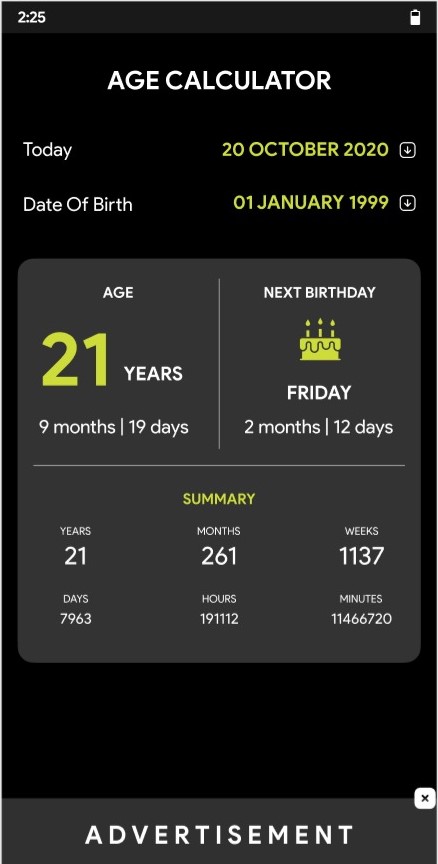 2:25
AGE CALCULATOR
Today 20 OCTOBER 2020
Date Of Birth 01 JANUARY 1999
AGE
21 YEARS
9 months | 19 days
NEXT BIRTHDAY
FRIDAY
2 months | 12 days
SUMMARY
YEARS MONTHS WEEKS
21 261 1137
DAYS HOURS MINUTES
7963 191112 11466720
ADVERTISEMENT